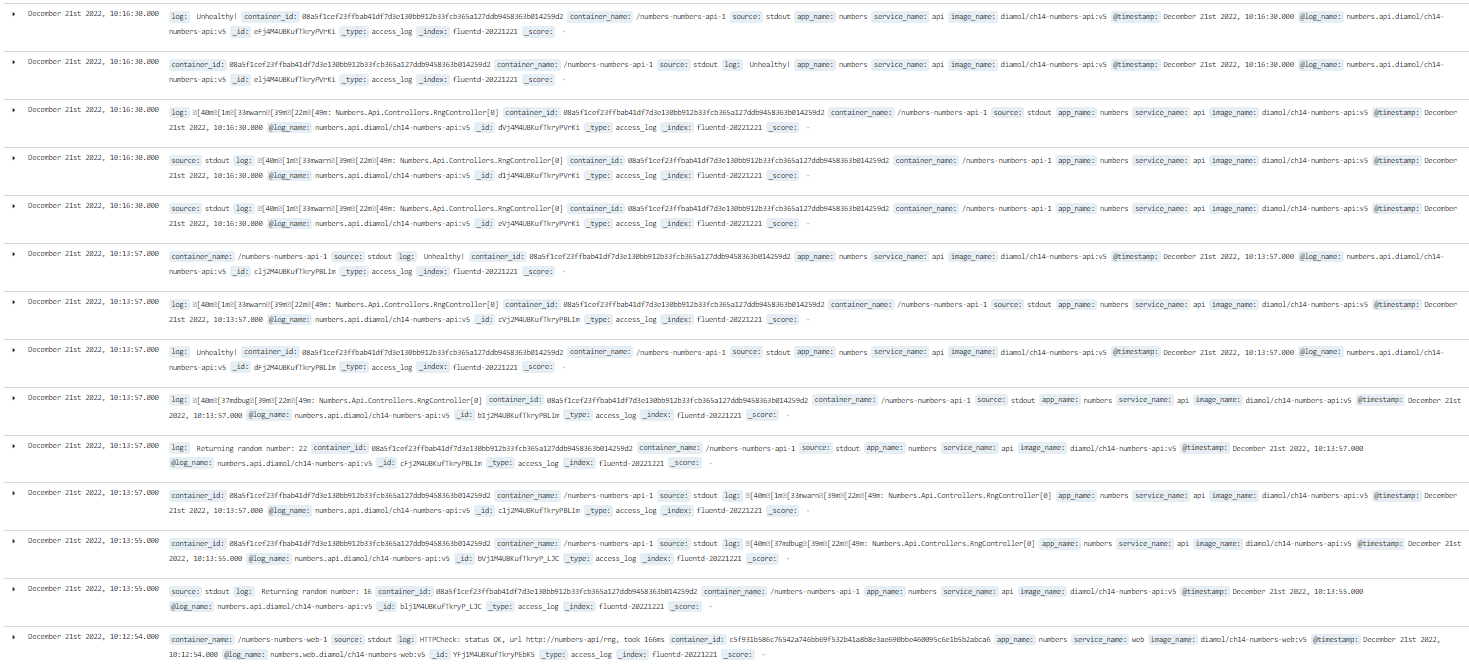 December 21st 2022, 10:16:30.000 log: Unhealthy! container_id: 08a5f1cef23ffbab41df7d3e130bb912b33fcb365a127ddb9458363b014259d2 container_name: /numbers-numbers-api-1 source: stdout app_name: numbers service_name: api image_name: diamol/ch14-numbers-api:v5 @timestamp: December 21st 2022, 10:16:30.000 @log_name: numbers.api.diamol/ch14-
numbers-api:v5 _id: eFj4M4UBKufTkryPVrKi _type: access_log _index: fluentd-20221221 _score: -
December 21st 2022, 10:16:30.000 container_id: 08a5f1cef23ffbab41df7d3e130bb912b33fcb365a127ddb9458363b014259d2 container_name: /numbers-numbers-api-1 source: stdout log: Unhealthy! app_name: numbers service_name: api image_name: diamol/ch14-numbers-api:v5 @timestamp: December 21st 2022, 10:16:30.000 @log_name: numbers.api.diamol/ch14-
numbers-api:v5 _id: elj4M4UBKufTkryPVrKi _type: access_log _index: fluentd-20221221 _score: -
December 21st 2022, 10:16:30.000 log: [40m[1m[33mwarn[39m[22m[49m: Numbers.Api.Controllers.RngController[0] container_id: 08a5f1cef23ffbab41df7d3e130bb912b33fcb365a127ddb9458363b014259d2 container_name: /numbers-numbers-api-1 source: stdout app_name: numbers service_name: api image_name: diamol/ch14-numbers-api:v5 @timestamp: December
21st 2022, 10:16:30.000 @log_name: numbers.api.diamol/ch14-numbers-api:v5 _id: dVj4M4UBKufTkryPVrKi _type: access_log _index: fluentd-20221221 _score: -
December 21st 2022, 10:16:30.000 source: stdout log: [40m[1m[33mwarn[39m[22m[49m: Numbers.Api.Controllers.RngController[0] container_id: 08a5f1cef23ffbab41df7d3e130bb912b33fcb365a127ddb9458363b014259d2 container_name: /numbers-numbers-api-1 app_name: numbers service_name: api image_name: diamol/ch14-numbers-api:v5 @timestamp: December
21st 2022, 10:16:30.000 @log_name: numbers.api.diamol/ch14-numbers-api:v5 _id: d1j4M4UBKufTkryPVrKi _type: access_log _index: fluentd-20221221 _score: -
December 21st 2022, 10:16:30.000 source: stdout log: [40m[1m[33mwarn[39m[22m[49m: Numbers.Api.Controllers.RngController[0] container_id: 08a5f1cef23ffbab41df7d3e130bb912b33fcb365a127ddb9458363b014259d2 container_name: /numbers-numbers-api-1 app_name: numbers service_name: api image_name: diamol/ch14-numbers-api:v5 @timestamp: December
21st 2022, 10:16:30.000 @log_name: numbers.api.diamol/ch14-numbers-api:v5 _id: eVj4M4UBKufTkryPVrKi _type: access_log _index: fluentd-20221221 _score: -
December 21st 2022, 10:13:57.000 container_name: /numbers-numbers-api-1 source: stdout log: Unhealthy! container_id: 08a5f1cef23ffbab41df7d3e130bb912b33fcb365a127ddb9458363b014259d2 app_name: numbers service_name: api image_name: diamol/ch14-numbers-api:v5 @timestamp: December 21st 2022, 10:13:57.000 @log_name: numbers.api.diamol/ch14-
numbers-api:v5 _id: clj2M4UBKufTkryPBLIm _type: access_log _index: fluentd-20221221 _score: -
December 21st 2022, 10:13:57.000 log: [40m[1m[33mwarn[39m[22m[49m: Numbers.Api.Controllers.RngController[0] container_id: 08a5f1cef23ffbab41df7d3e130bb912b33fcb365a127ddb9458363b014259d2 container_name: /numbers-numbers-api-1 source: stdout app_name: numbers service_name: api image_name: diamol/ch14-numbers-api:v5 @timestamp: December
21st 2022, 10:13:57.000 @log_name: numbers.api.diamol/ch14-numbers-api:v5 _id: cVj2M4UBKufTkryPBLIm _type: access_log _index: fluentd-20221221 _score: -
December 21st 2022, 10:13:57.000 log: Unhealthy! container_id: 08a5f1cef23ffbab41df7d3e130bb912b33fcb365a127ddb9458363b014259d2 container_name: /numbers-numbers-api-1 source: stdout app_name: numbers service_name: api image_name: diamol/ch14-numbers-api:v5 @timestamp: December 21st 2022, 10:13:57.000 @log_name: numbers.api.diamol/ch14-
numbers-api:v5 _id: dFj2M4UBKufTkryPBLIm _type: access_log _index: fluentd-20221221 _score: -
December 21st 2022, 10:13:57.000 log: [40m[37mdbug[39m[22m[49m: Numbers.Api.Controllers.RngController[0] container_id: 08a5f1cef23ffbab41df7d3e130bb912b33fcb365a127ddb9458363b014259d2 container_name: /numbers-numbers-api-1 source: stdout app_name: numbers service_name: api image_name: diamol/ch14-numbers-api:v5 @timestamp: December 21st
2022, 10:13:57.000 @log_name: numbers.api.diamol/ch14-numbers-api:v5 _id: b1j2M4UBKufTkryPBLIm _type: access_log _index: fluentd-20221221 _score: -
December 21st 2022, 10:13:57.000 log: Returning random number: 22 container_id: 08a5f1cef23ffbab41df7d3e130bb912b33fcb365a127ddb9458363b014259d2 container_name: /numbers-numbers-api-1 source: stdout app_name: numbers service_name: api image_name: diamol/ch14-numbers-api:v5 @timestamp: December 21st 2022, 10:13:57.000
@log_name: numbers.api.diamol/ch14-numbers-api:v5 _id: cFj2M4UBKufTkryPBLIm _type: access_log _index: fluentd-20221221 _score: -
December 21st 2022, 10:13:57.000 container_id: 08a5f1cef23ffbab41df7d3e130bb912b33fcb365a127ddb9458363b014259d2 container_name: /numbers-numbers-api-1 source: stdout log: [40m[1m[33mwarn[39m[22m[49m: Numbers.Api.Controllers.RngController[0] app_name: numbers service_name: api image_name: diamol/ch14-numbers-api:v5 @timestamp: December
21st 2022, 10:13:57.000 @log_name: numbers.api.diamol/ch14-numbers-api:v5 _id: c1j2M4UBKufTkryPBLIm _type: access_log _index: fluentd-20221221 _score: -
December 21st 2022, 10:13:55.000 container_id: 08a5f1cef23ffbab41df7d3e130bb912b33fcb365a127ddb9458363b014259d2 container_name: /numbers-numbers-api-1 source: stdout log: [40m[37mdbug[39m[22m[49m: Numbers.Api.Controllers.RngController[0] app_name: numbers service_name: api image_name: diamol/ch14-numbers-api:v5 @timestamp: December 21st
2022, 10:13:55.000 @log_name: numbers.api.diamol/ch14-numbers-api:v5 _id: bVj1M4UBKufTkryP_LJC _type: access_log _index: fluentd-20221221 _score: -
December 21st 2022, 10:13:55.000 source: stdout log: Returning random number: 16 container_id: 08a5f1cef23ffbab41df7d3e130bb912b33fcb365a127ddb9458363b014259d2 container_name: /numbers-numbers-api-1 app_name: numbers service_name: api image_name: diamol/ch14-numbers-api:v5 @timestamp: December 21st 2022, 10:13:55.000
@log_name: numbers.api.diamol/ch14-numbers-api:v5 _id: blj1M4UBKufTkryP_LJC _type: access_log _index: fluentd-20221221 _score: -
December 21st 2022, 10:12:54.000 container_name: /numbers-numbers-web-1 source: stdout log: HTTPCheck: status OK, url http://numbers-api/rng, took 166ms container_id: c5f931b586c76542a746bb69f532b41a8b8e3ae690bbe460095c6e1b5b2abca6 app_name: numbers service_name: web image_name: diamol/ch14-numbers-web:v5 @timestamp: December 21st 2022,
10:12:54.000 @log_name: numbers.web.diamol/ch14-numbers-web:v5 _id: YFj1M4UBKufTkryPEbK5 _type: access_log _index: fluentd-20221221 _score: -